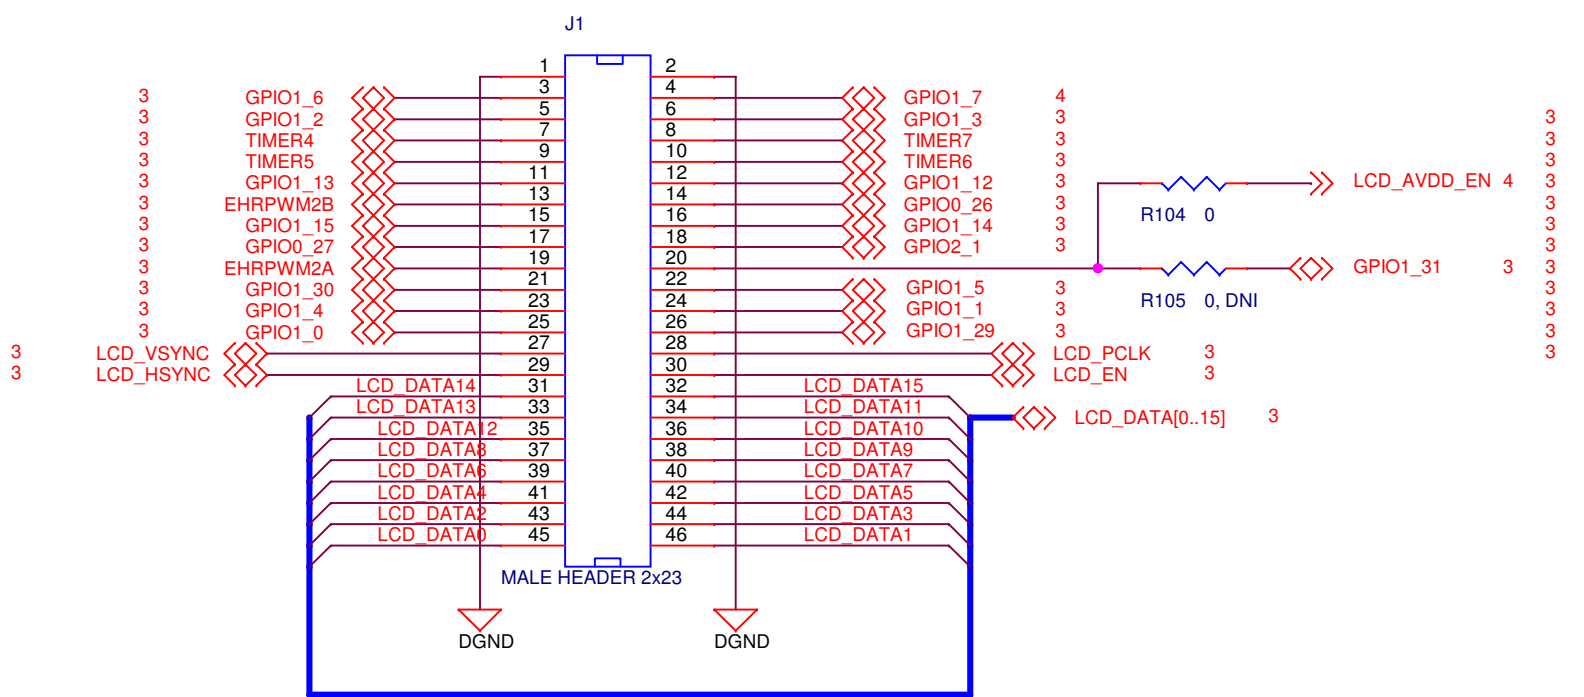 J1
1 2
3 4
3 GPIO1_6 GPIO1_7 4
5 6
3 GPIO1_2 GPIO1_3 3 3
7 8
3 TIMER4 TIMER7 3 3
9 10
3 TIMER5 TIMER6 3 3
11 12
3 GPIO1_13 GPIO1_12 3 LCD_AVDD_EN 4 3
13 14
3 EHRPWM2B GPIO0_26 3 3
R104 0
15 16
3 GPIO1_15 GPIO1_14 3 3
17 18
3 GPIO0_27 GPIO2_1 3 3
19 20
3 EHRPWM2A GPIO1_31 3 3
21 22
3 GPIO1_30 GPIO1_5 3 3
R105 0, DNI
23 24
3 GPIO1_4 GPIO1_1 3 3
25 26
3 GPIO1_0 GPIO1_29 3 3
27 28
3 LCD_VSYNC LCD_PCLK 3 3
29 30
3 LCD_HSYNC LCD_EN 3
LCD_DATA14 31 32 LCD_DATA15
LCD_DATA13 33 34 LCD_DATA11
LCD_DATA[0..15] 3
LCD_DATA12 35 36 LCD_DATA10
LCD_DATA8 37 38 LCD_DATA9
LCD_DATA6 39 40 LCD_DATA7
LCD_DATA4 41 42 LCD_DATA5
LCD_DATA2 43 44 LCD_DATA3
LCD_DATA0 45 46 LCD_DATA1
MALE HEADER 2x23
DGND DGND